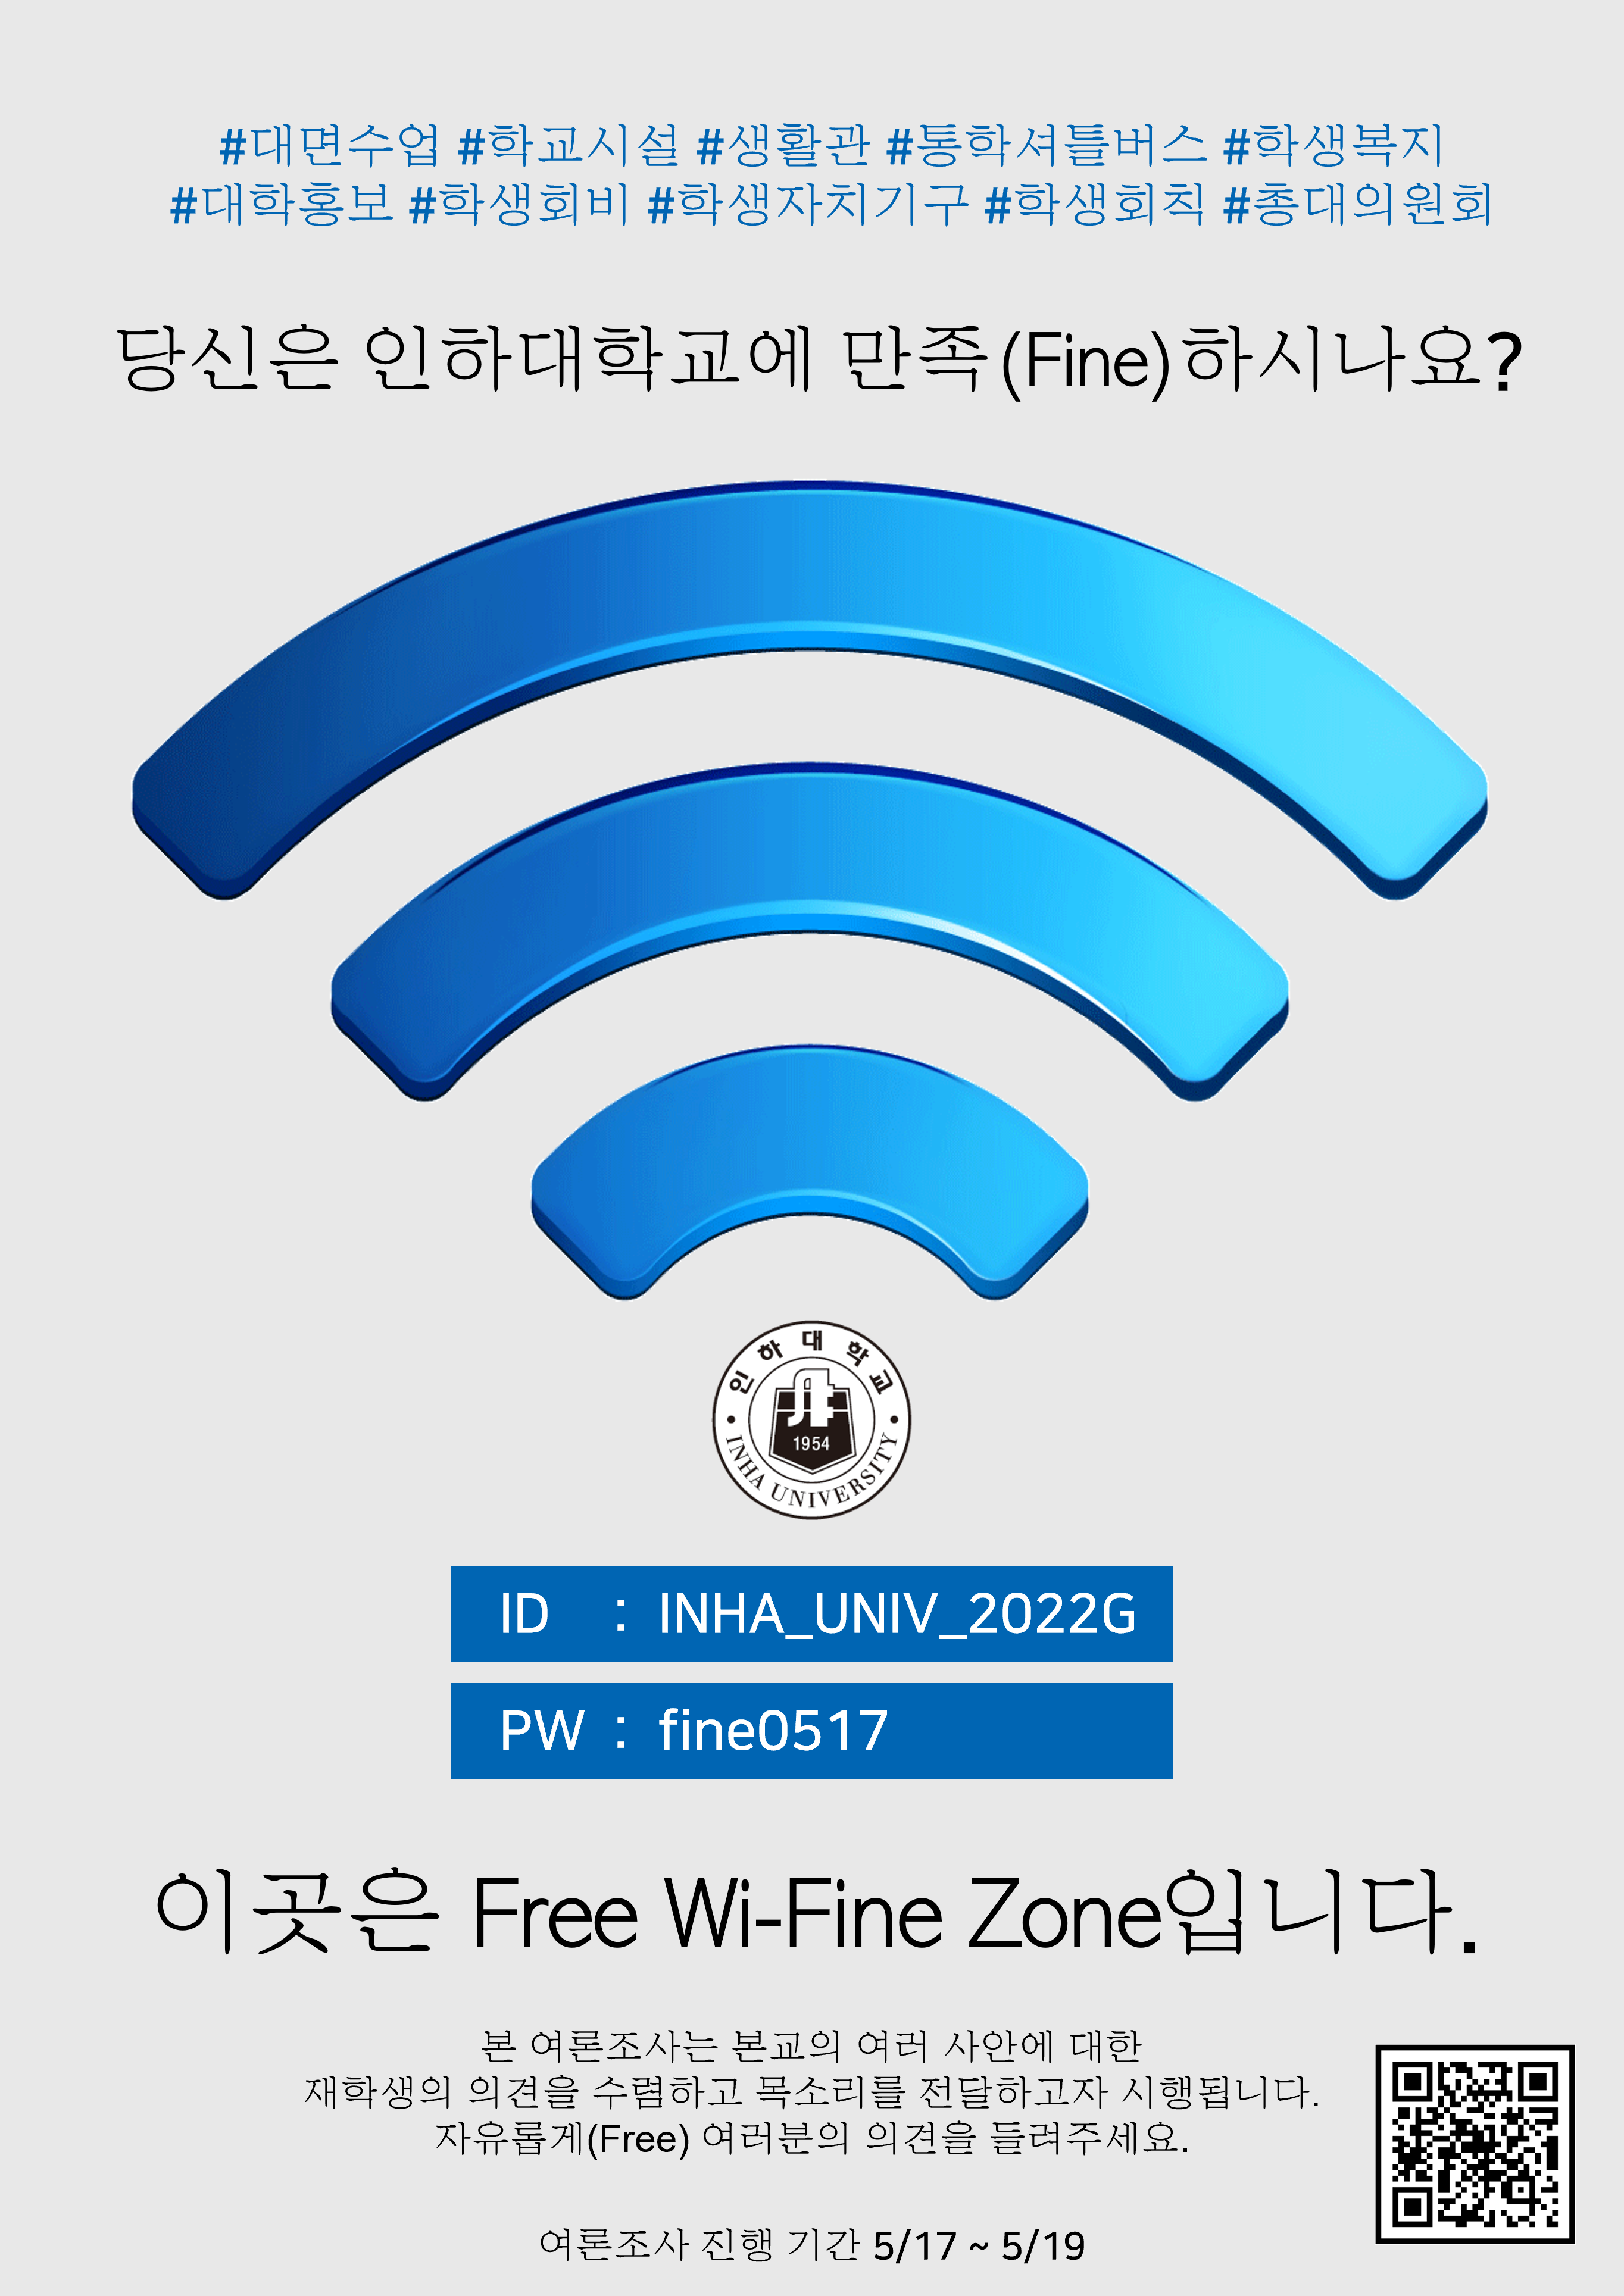 #대면수업 #학교시설 #생활관 #통학셔틀버스 #학생복지
#대학홍보 #학생회비 #학생자치기구 #학생회칙 #총대의원회
당신은 인하대학교에 만족(Fine)하시나요?
인하대학교
1954
INHA UNIVERSITY
ID : INHA_UNIV_2022G
PW : fine0517
이곳은 Free Wi-Fine Zone입니다.
본 여론조사는 본교의 여러 사안에 대한
재학생의 의견을 수렴하고 목소리를 전달하고자 시행됩니다.
자유롭게(Free) 여러분의 의견을 들려주세요.
여론조사 진행 기간 5/17 ~ 5/19